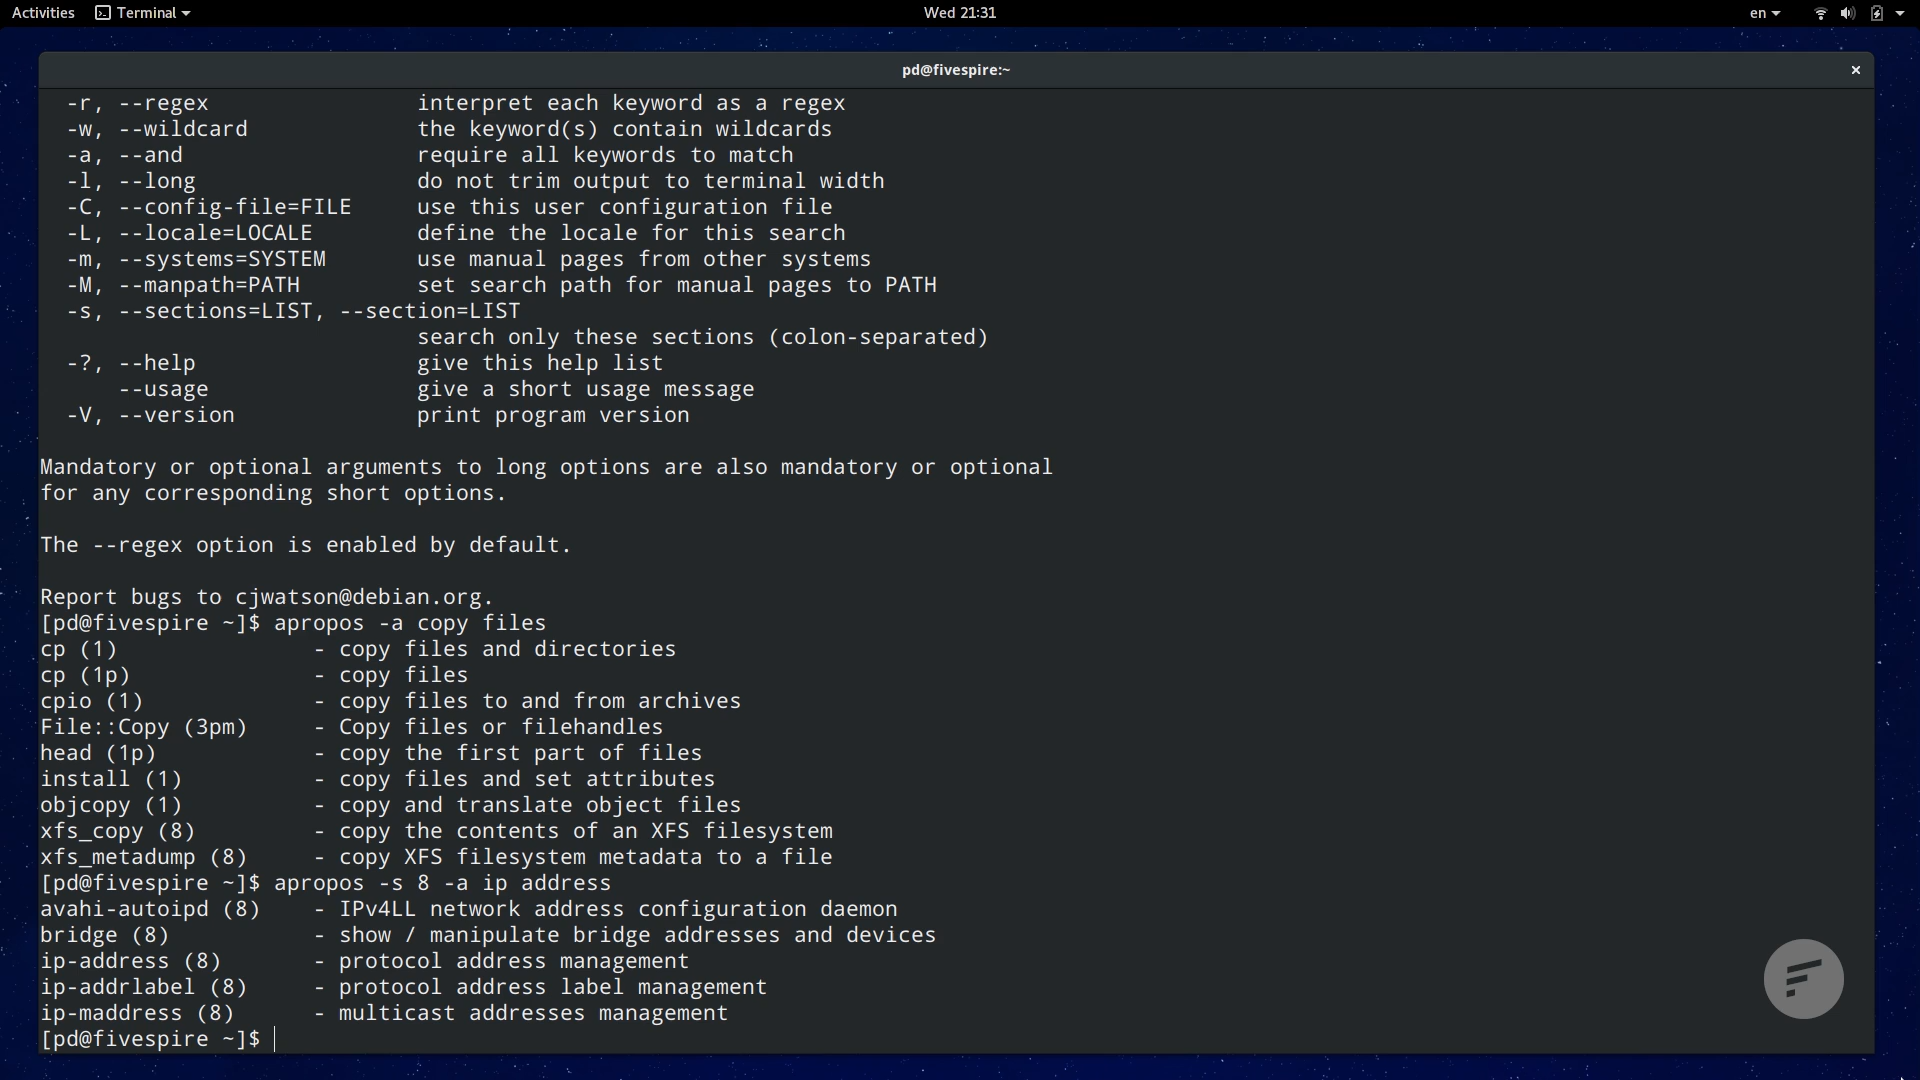 Activities Terminal Wed 21:31 en
pd@fivespire:~
-r, --regex interpret each keyword as a regex
-w, --wildcard the keyword(s) contain wildcards
-a, --and require all keywords to match
-l, --long do not trim output to terminal width
-C, --config-file=FILE use this user configuration file
-L, --locale=LOCALE define the locale for this search
-m, --systems=SYSTEM use manual pages from other systems
-M, --manpath=PATH set search path for manual pages to PATH
-s, --sections=LIST, --section=LIST
search only these sections (colon-separated)
-?, --help give this help list
--usage give a short usage message
-V, --version print program version
Mandatory or optional arguments to long options are also mandatory or optional
for any corresponding short options.
The --regex option is enabled by default.
Report bugs to cjwatson@debian.org.
[pd@fivespire ~]$ apropos -a copy files
cp (1) - copy files and directories
cp (1p) - copy files
cpio (1) - copy files to and from archives
File::Copy (3pm) - Copy files or filehandles
head (1p) - copy the first part of files
install (1) - copy files and set attributes
objcopy (1) - copy and translate object files
xfs_copy (8) - copy the contents of an XFS filesystem
xfs_metadump (8) - copy XFS filesystem metadata to a file
[pd@fivespire ~]$ apropos -s 8 -a ip address
avahi-autoipd (8) - IPv4LL network address configuration daemon
bridge (8) - show / manipulate bridge addresses and devices
ip-address (8) - protocol address management
ip-addrlabel (8) - protocol address label management
ip-maddress (8) - multicast addresses management
[pd@fivespire ~]$